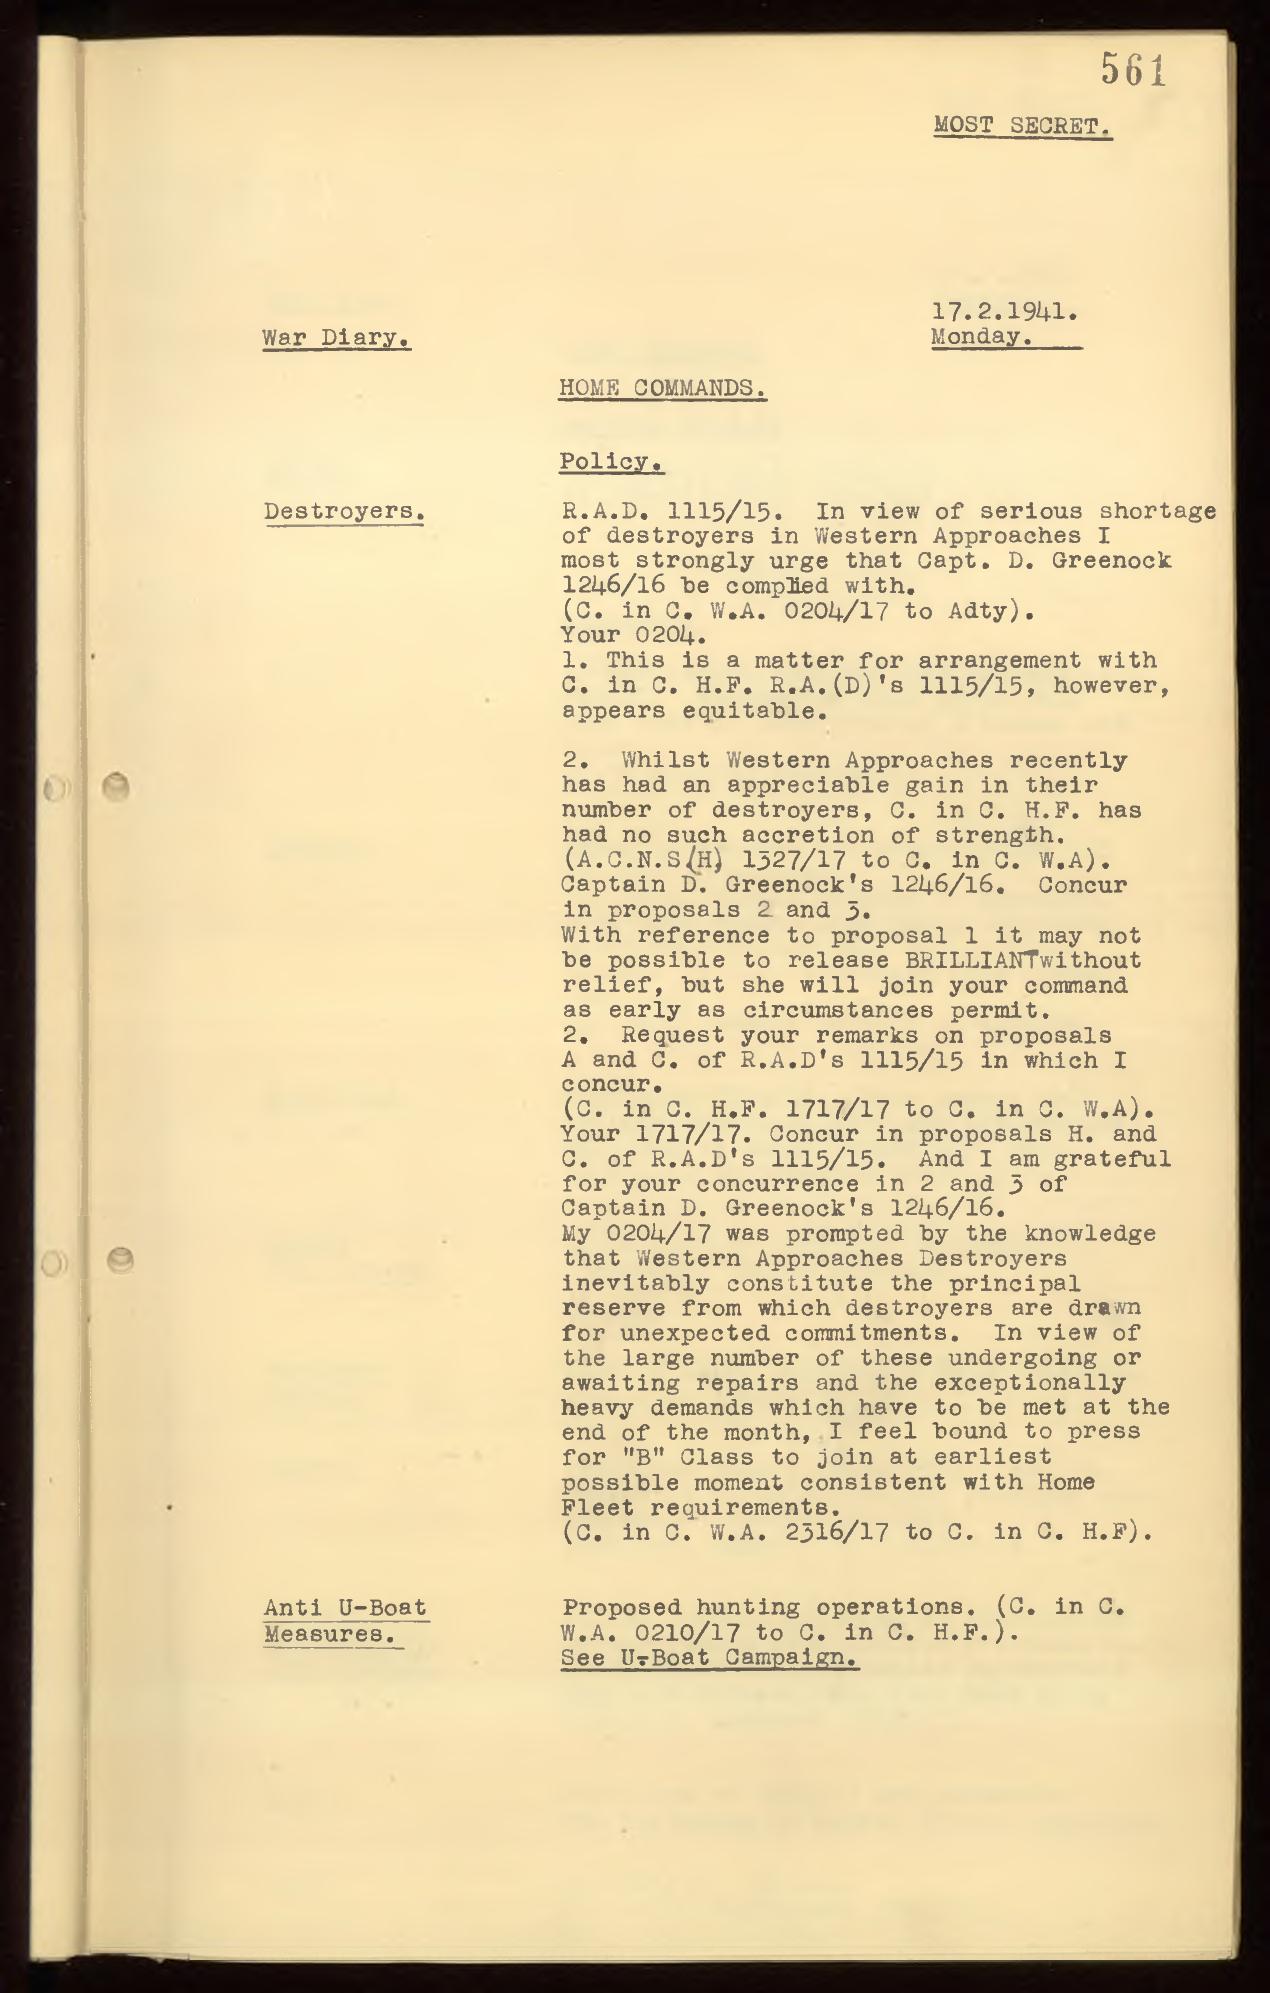 561
MOST SECRET.
17.2.1941.
War Diary.
Monday.
HOME COMMANDS.
Policy.
Destroyers.
R.A.D. 1115/15. In view of serious shortage
of destroyers in Western Approaches I
most strongly urge that Capt. D. Greenock
1246/16 be complied with.
(C. in C. W.A. 0204/17 to Adty).
Your 0204.
1. This is a matter for arrangement with
C. in C. H.F. R.A.(D)'s 1115/15, however,
appears equitable.
2. Whilst Western Approaches recently
has had an appreciable gain in their
number of destroyers, C. in C. H.F. has
had no such accretion of strength.
(A.C.N.S(H) 1327/17 to C. in C. W.A).
Captain D. Greenock's 1246/16. Concur
in proposals 2 and 3.
With reference to proposal 1 it may not
be possible to release BRILLIANTwithout
relief, but she will join your command
as early as circumstances permit.
2. Request your remarks on proposals
A and C. of R.A.D's 1115/15 in which I
concur.
(C. in C. H.F. 1717/17 to C. in C. W.A).
Your 1717/17. Concur in proposals H. and
C. of R.A.D's 1115/15. And I am grateful
for your concurrence in 2 and 3 of
Captain D. Greenock's 1246/16.
My 0204/17 was prompted by the knowledge
that Western Approaches Destroyers
inevitably constitute the principal
reserve from which destroyers are drawn
for unexpected commitments. In view of
the large number of these undergoing or
awaiting repairs and the exceptionally
heavy demands which have to be met at the
end of the month, I feel bound to press
for "B" Class to join at earliest
possible moment consistent with Home
Fleet requirements.
(C. in C. W.A. 2316/17 to C. in C. H.F).
Anti U-Boat
Measures.
Proposed hunting operations. (C. in C.
W.A. 0210/17 to C. in C. H.F.).
See U-Boat Campaign.